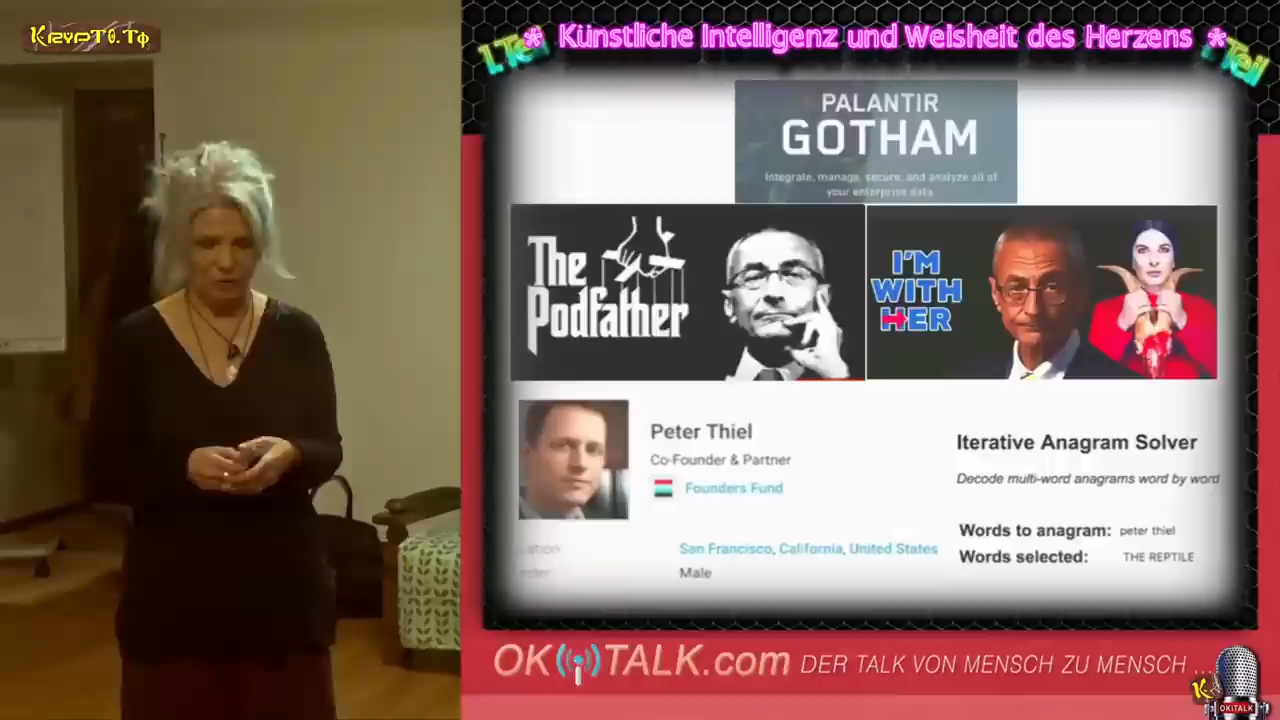 KRYPT0.TV
* Künstliche Intelligenz und Weisheit des Herzens *
PALANTIR
GOTHAM
Integrate, manage, secure, and analyze all of
your enterprise data
The
Podfather
I'M
WITH
HER
Peter Thiel
Co-Founder & Partner
Founders Fund
San Francisco, California, United States
Male
Iterative Anagram Solver
Decode multi-word anagrams word by word
Words to anagram: peter thiel
Words selected: THE REPTILE
OK TALK.com DER TALK VON MENSCH ZU MENSCH ...
OKiTALK